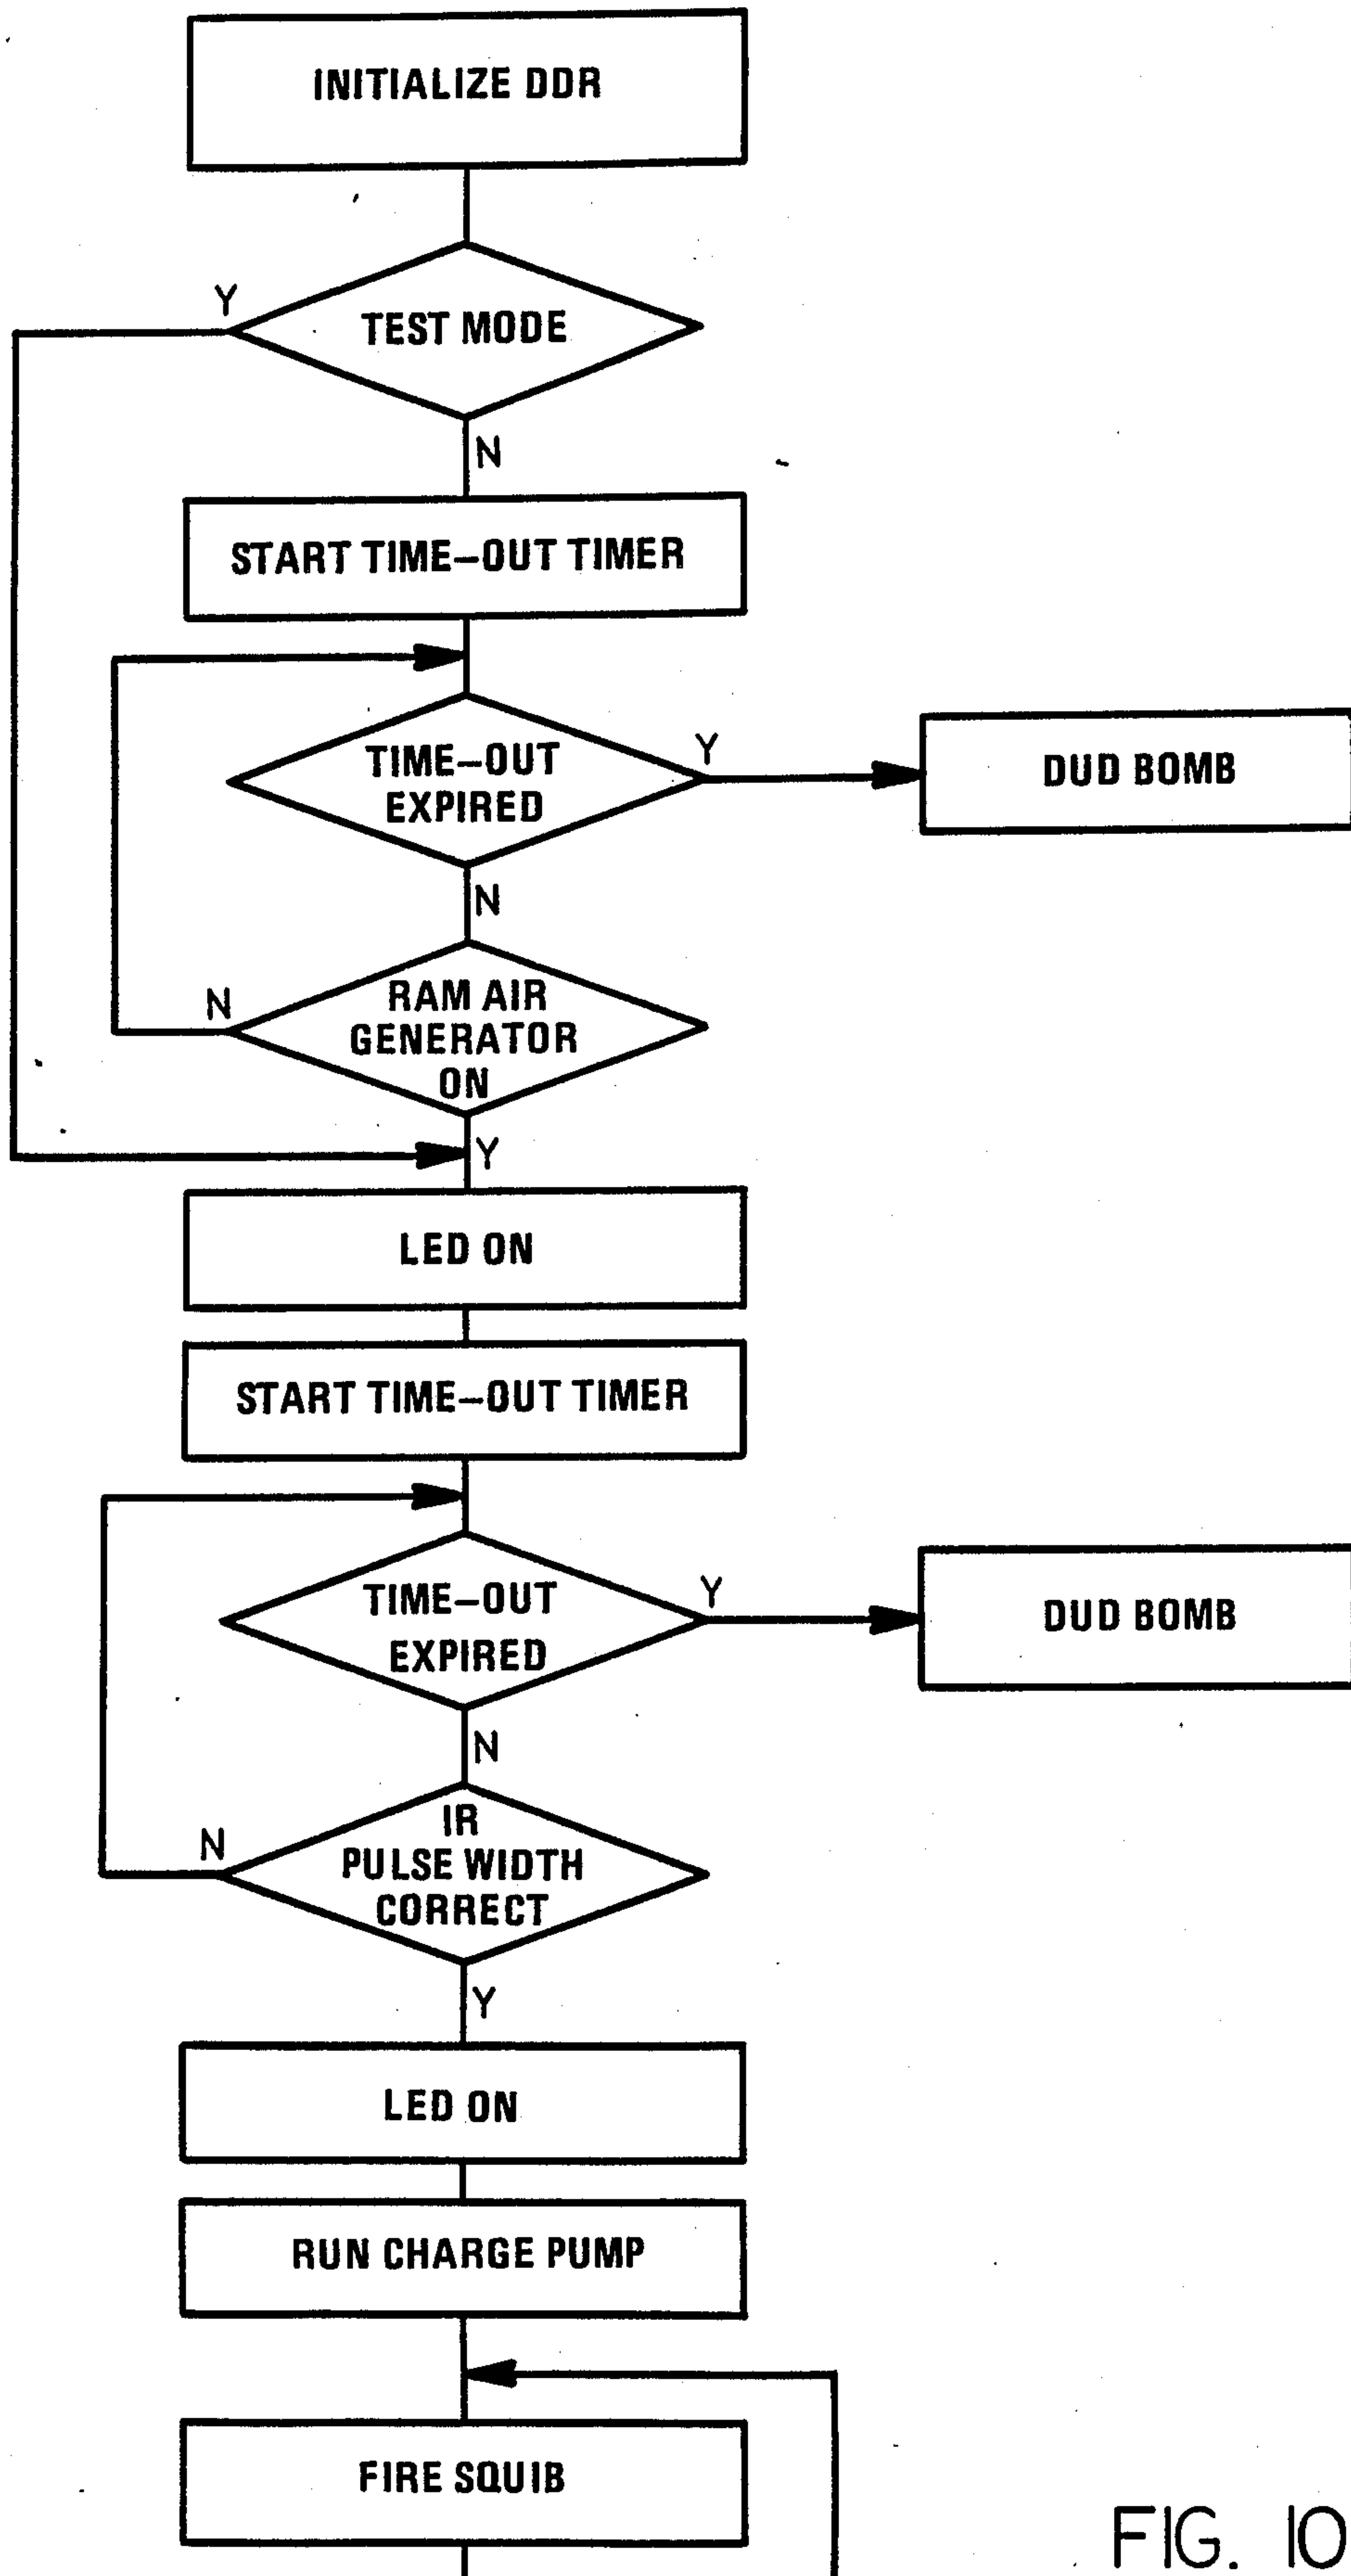 INITIALIZE DDR
Y
TEST MODE
N
START TIME–OUT TIMER
TIME–OUT
EXPIRED
Y
DUD BOMB
N
N
RAM AIR
GENERATOR
ON
Y
LED ON
START TIME–OUT TIMER
TIME–OUT
EXPIRED
Y
DUD BOMB
N
N
IR
PULSE WIDTH
CORRECT
Y
LED ON
RUN CHARGE PUMP
FIRE SQUIB
FIG. 10